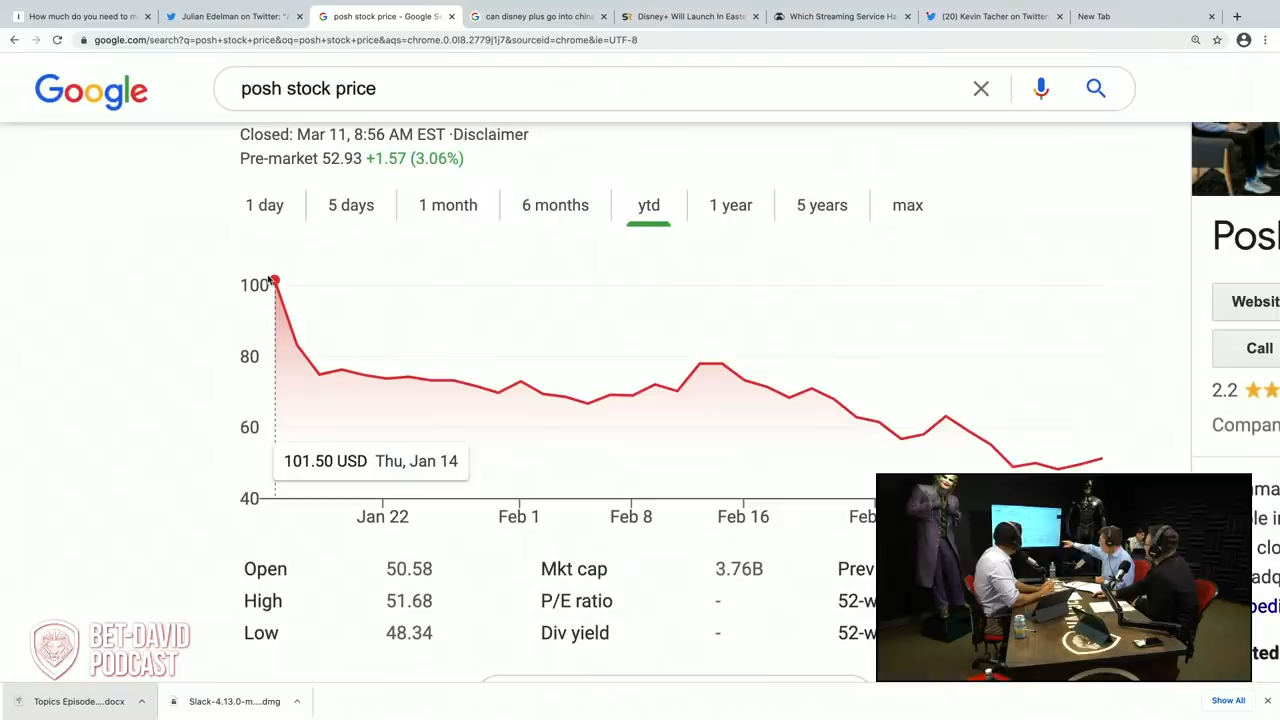 How much do you need to m
Julian Edelman on Twitter: "
posh stock price - Google S
can disney plus go into chin
Disney+ Will Launch In East
Which Streaming Service Ha
(20) Kevin Tacher on Twitter
New Tab
google.com/search?q=posh+stock+price&oq=posh+stock+price&aqs=chrome.0.0l8.2779j1j7&sourceid=chrome&ie=UTF-8
Google
posh stock price
Closed: Mar 11, 8:56 AM EST ·Disclaimer
Pre-market 52.93 +1.57 (3.06%)
1 day 5 days 1 month 6 months ytd 1 year 5 years max
Posh
Websit
Call
2.2
Compan
100
80
60
40
101.50 USD Thu, Jan 14
Jan 22 Feb 1 Feb 8 Feb 16 Feb
Open 50.58 Mkt cap 3.76B Prev
High 51.68 P/E ratio - 52-w
Low 48.34 Div yield - 52-w
BET-DAVID
PODCAST
Topics Episode....docx
Slack-4.13.0-m....dmg
Show All